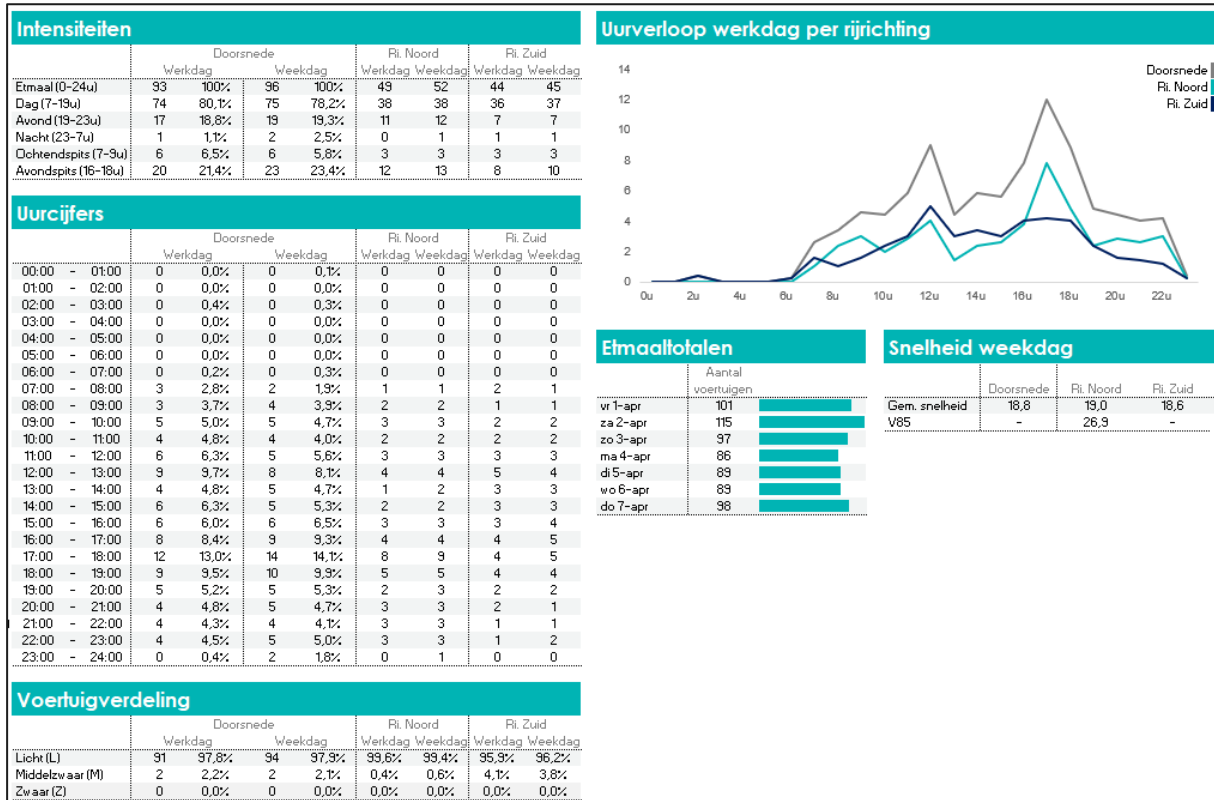 Intensiteiten
Doorsnede Ri. Noord Ri. Zuid
Werkdag Weekdag Werkdag Weekdag Werkdag Weekdag
Etmaal (0-24u) 93 100% 96 100% 49 52 44 45
Dag (7-19u) 74 80,1% 75 78,2% 38 38 36 37
Avond (19-23u) 17 18,8% 19 19,3% 11 12 7 7
Nacht (23-7u) 1 1,1% 2 2,5% 0 1 1 1
Ochtendspits (7-9u) 6 6,5% 6 5,8% 3 3 3 3
Avondspits (16-18u) 20 21,4% 23 23,4% 12 13 8 10
Uurcijfers
Doorsnede Ri. Noord Ri. Zuid
Werkdag Weekdag Werkdag Weekdag Werkdag Weekdag
00:00 - 01:00 0 0,0% 0 0,1% 0 0 0 0
01:00 - 02:00 0 0,0% 0 0,0% 0 0 0 0
02:00 - 03:00 0 0,4% 0 0,3% 0 0 0 0
03:00 - 04:00 0 0,0% 0 0,0% 0 0 0 0
04:00 - 05:00 0 0,0% 0 0,0% 0 0 0 0
05:00 - 06:00 0 0,0% 0 0,0% 0 0 0 0
06:00 - 07:00 0 0,2% 0 0,3% 0 0 0 0
07:00 - 08:00 3 2,8% 2 1,9% 1 1 2 1
08:00 - 09:00 3 3,7% 4 3,9% 2 2 1 1
09:00 - 10:00 5 5,0% 5 4,7% 3 3 2 2
10:00 - 11:00 4 4,8% 4 4,0% 2 2 2 2
11:00 - 12:00 6 6,3% 5 5,6% 3 3 3 3
12:00 - 13:00 9 9,7% 8 8,1% 4 4 5 4
13:00 - 14:00 4 4,8% 5 4,7% 1 2 3 3
14:00 - 15:00 6 6,3% 5 5,3% 2 2 3 3
15:00 - 16:00 6 6,0% 6 6,5% 3 3 3 4
16:00 - 17:00 8 8,4% 9 9,3% 4 4 4 5
17:00 - 18:00 12 13,0% 14 14,1% 8 9 4 5
18:00 - 19:00 9 9,5% 10 9,9% 5 5 4 4
19:00 - 20:00 5 5,2% 5 5,3% 2 3 2 2
20:00 - 21:00 4 4,8% 5 4,7% 3 3 2 1
21:00 - 22:00 4 4,3% 4 4,1% 3 3 1 1
22:00 - 23:00 4 4,5% 5 5,0% 3 3 1 2
23:00 - 24:00 0 0,4% 2 1,8% 0 1 0 0
Voertuigverdeling
Doorsnede Ri. Noord Ri. Zuid
Werkdag Weekdag Werkdag Weekdag Werkdag Weekdag
Licht (L) 91 97,8% 94 97,9% 99,6% 99,4% 95,9% 96,2%
Middelzwaar (M) 2 2,2% 2 2,1% 0,4% 0,6% 4,1% 3,8%
Zwaar (Z) 0 0,0% 0 0,0% 0,0% 0,0% 0,0% 0,0%
Uurverloop werkdag per rijrichting
14
12
10
8
6
4
2
0
0u 2u 4u 6u 8u 10u 12u 14u 16u 18u 20u 22u
Doorsnede
Ri. Noord
Ri. Zuid
Etmaaltotalen
Aantal
voertuigen
vr 1-apr 101
za 2-apr 115
zo 3-apr 97
ma 4-apr 86
di 5-apr 89
wo 6-apr 89
do 7-apr 98
Snelheid weekdag
Doorsnede Ri. Noord Ri. Zuid
Gem. snelheid 18,8 19,0 18,6
V85 - 26,9 -